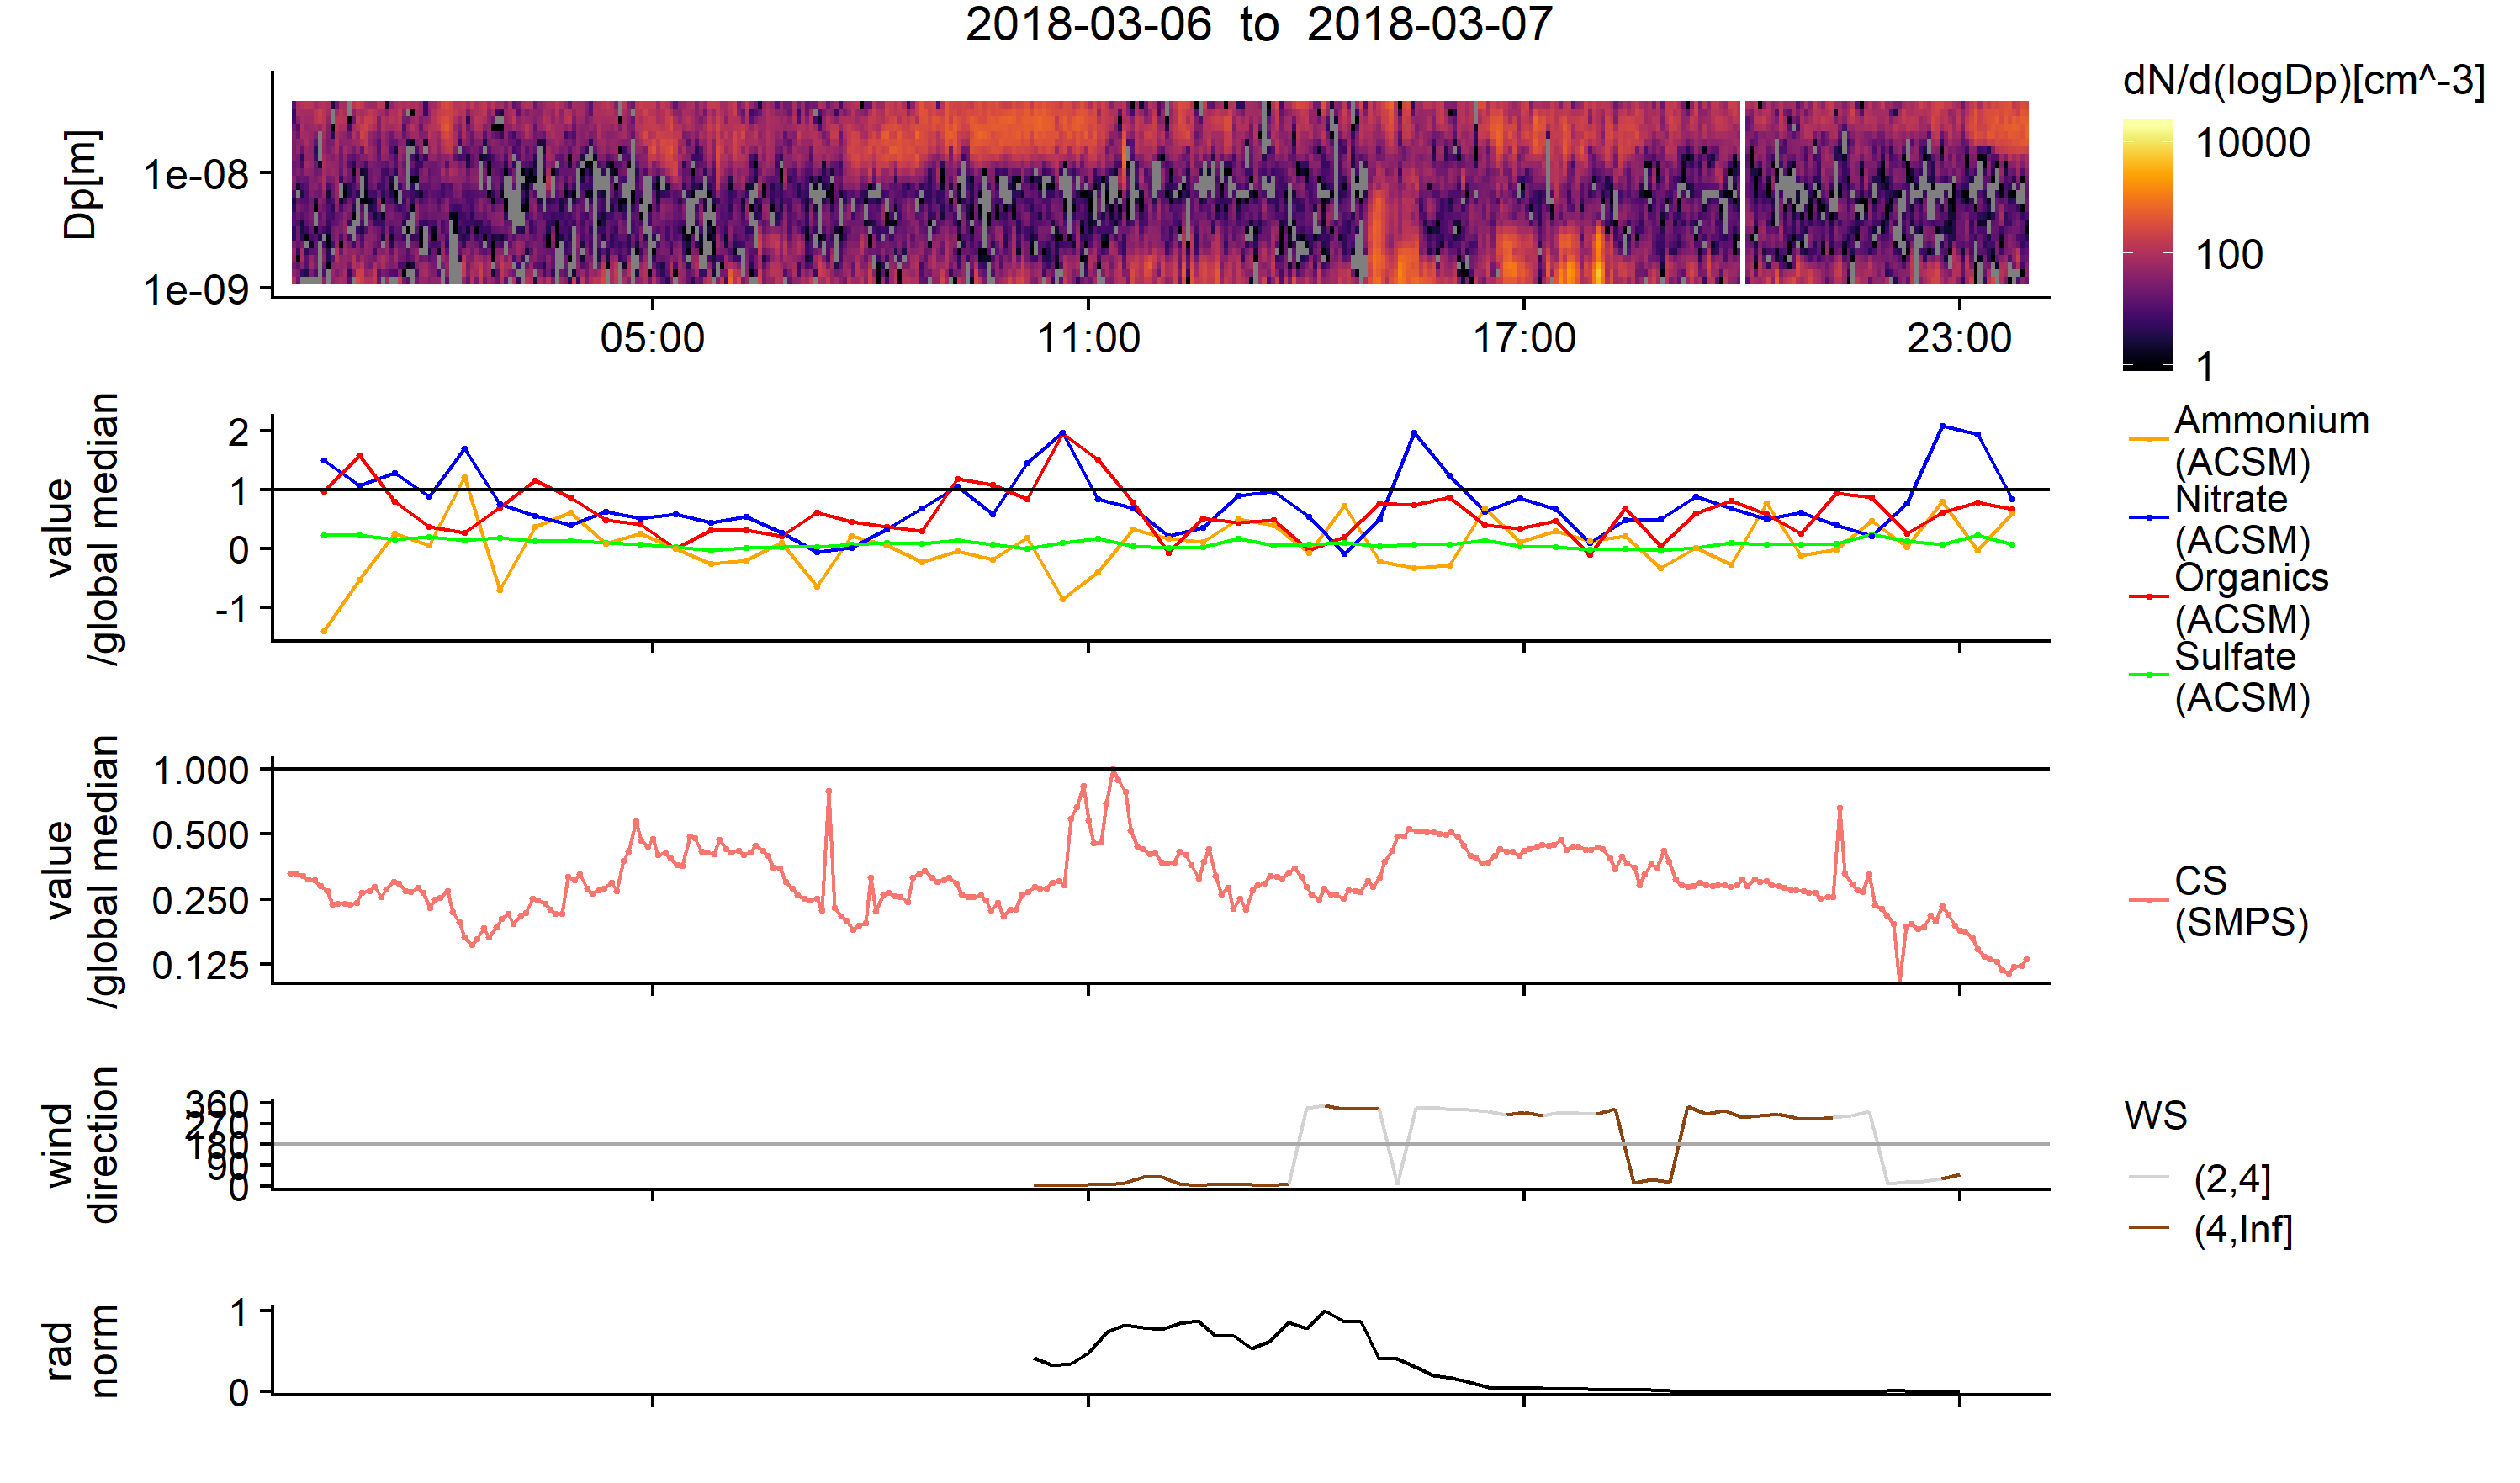 2018-03-06 to 2018-03-07
Dp[m]
1e-08
1e-09
05:00
11:00
17:00
23:00
dN/d(logDp)[cm^-3]
10000
100
1
value
/global median
2
1
0
-1
Ammonium
(ACSM)
Nitrate
(ACSM)
Organics
(ACSM)
Sulfate
(ACSM)
value
/global median
1.000
0.500
0.250
0.125
CS
(SMPS)
wind
direction
360
270
180
90
0
WS
(2,4]
(4,Inf]
rad
norm
1
0